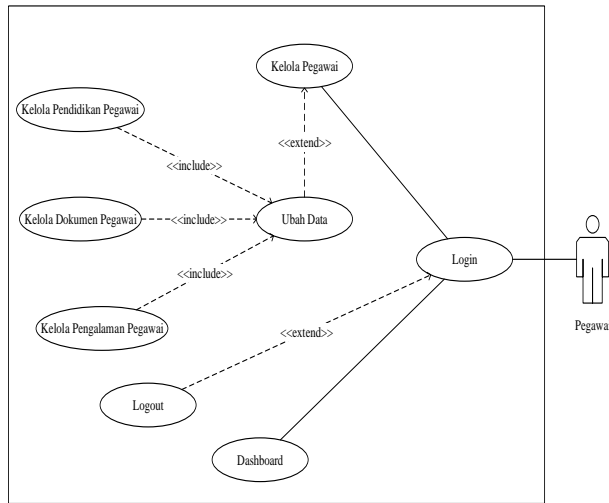 Kelola Pegawai
Kelola Pendidikan Pegawai
<<extend>>
<<include>>
Kelola Dokumen Pegawai
<<include>>
Ubah Data
<<include>>
Login
Kelola Pengalaman Pegawai
<<extend>>
Pegawai
Logout
Dashboard